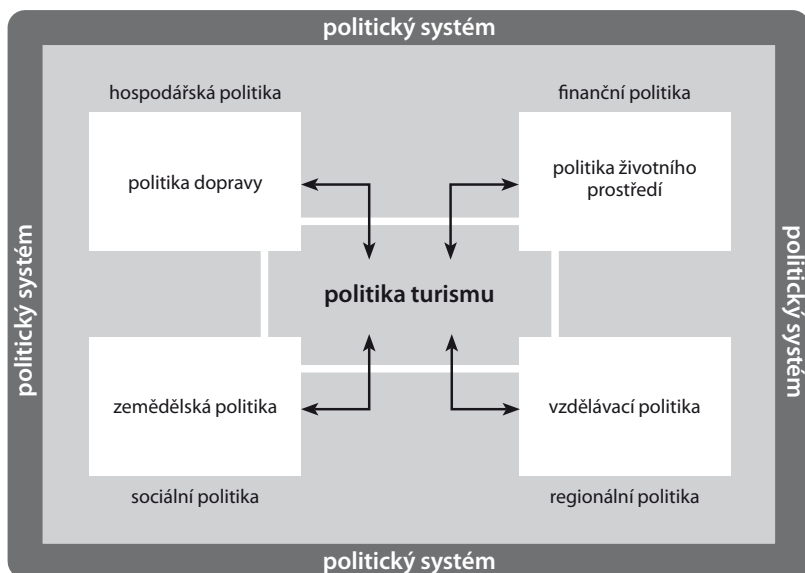 politický systém
hospodářská politika
finanční politika
politika dopravy
politika životního
prostředí
politický systém
politika turismu
politický systém
zemědělská politika
vzdělávací politika
sociální politika
regionální politika
politický systém